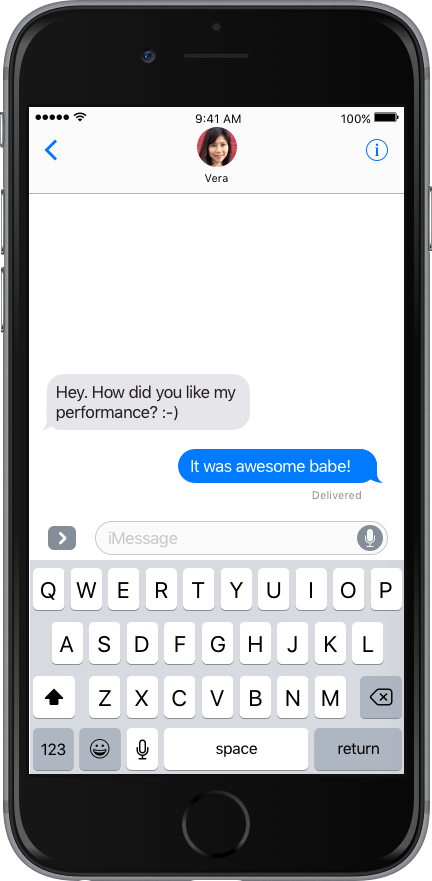 9:41 AM
100%
Vera
Hey. How did you like my
performance? :-)
It was awesome babe!
Delivered
iMessage
Q W E R T Y U I O P
A S D F G H J K L
Z X C V B N M
123 space return